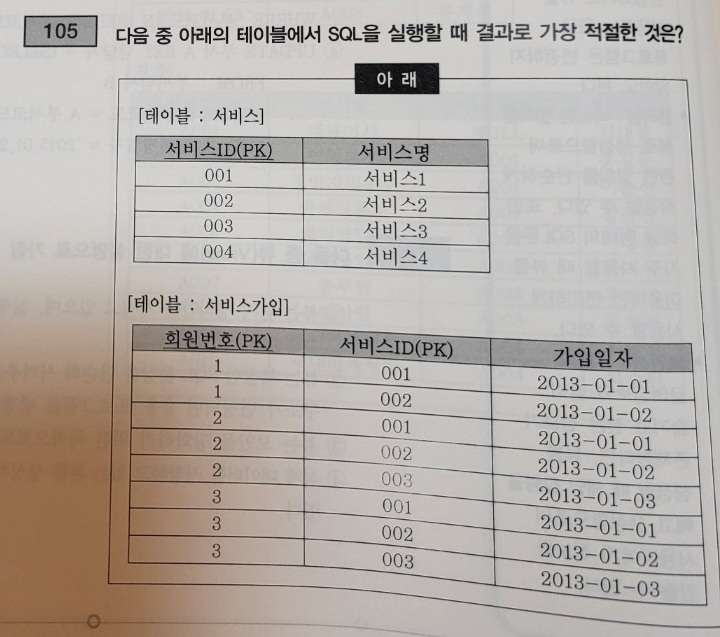 105 다음 중 아래의 테이블에서 SQL을 실행할 때 결과로 가장 적절한 것은?
아 래
[테이블 : 서비스]
서비스ID(PK) 서비스명
001 서비스1
002 서비스2
003 서비스3
004 서비스4
[테이블 : 서비스가입]
회원번호(PK) 서비스ID(PK) 가입일자
1 001 2013-01-01
1 002 2013-01-02
2 001 2013-01-01
2 002 2013-01-02
2 003 2013-01-03
3 001 2013-01-01
3 002 2013-01-02
3 003 2013-01-03